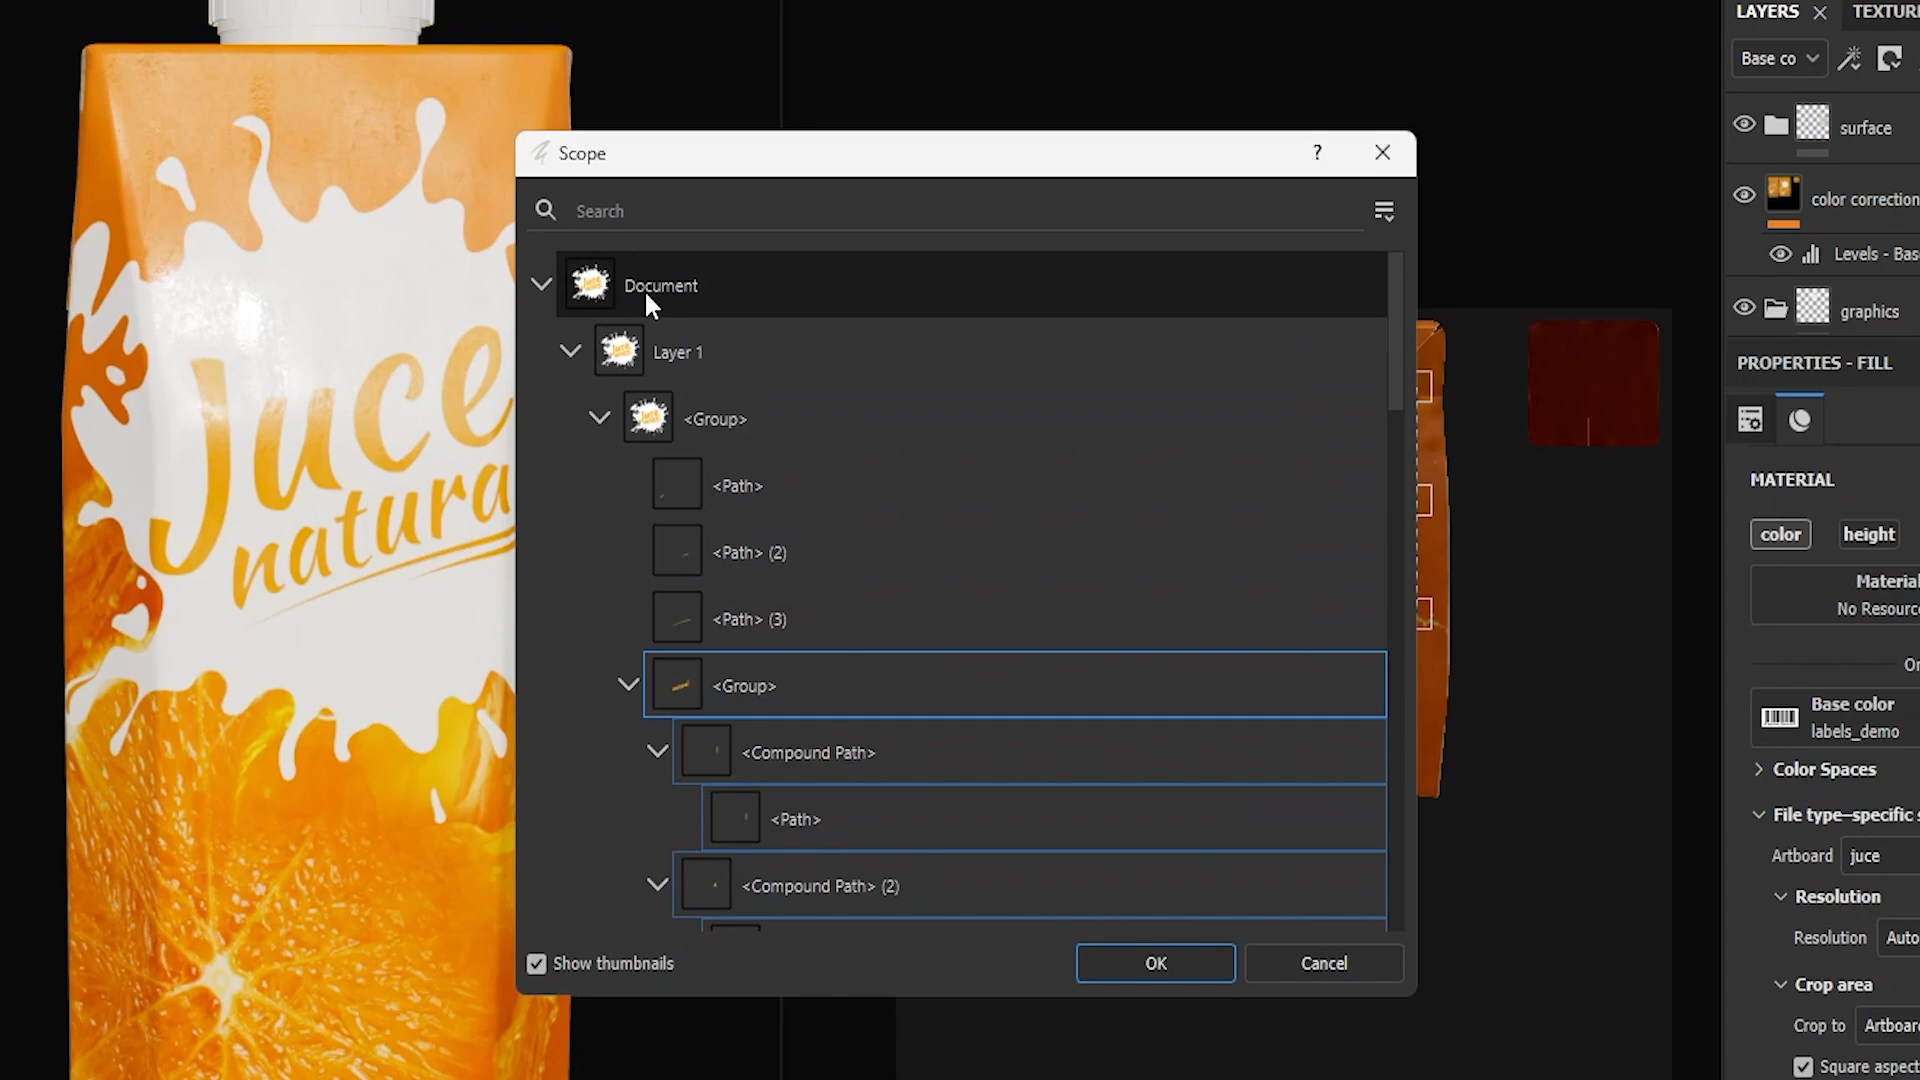 LAYERS
TEXTUR
Base co
surface
color correction
Levels - Bas
graphics
PROPERTIES - FILL
MATERIAL
color
height
Material
No Resourc
Or
Base color
labels_demo
Color Spaces
File type–specific s
Artboard juce
Resolution
Resolution Auto
Crop area
Crop to Artboar
Square aspect
Scope
?
Search
Document
Layer 1
<Group>
<Path>
<Path> (2)
<Path> (3)
<Group>
<Compound Path>
<Path>
<Compound Path> (2)
Show thumbnails
OK
Cancel
Juce
natura